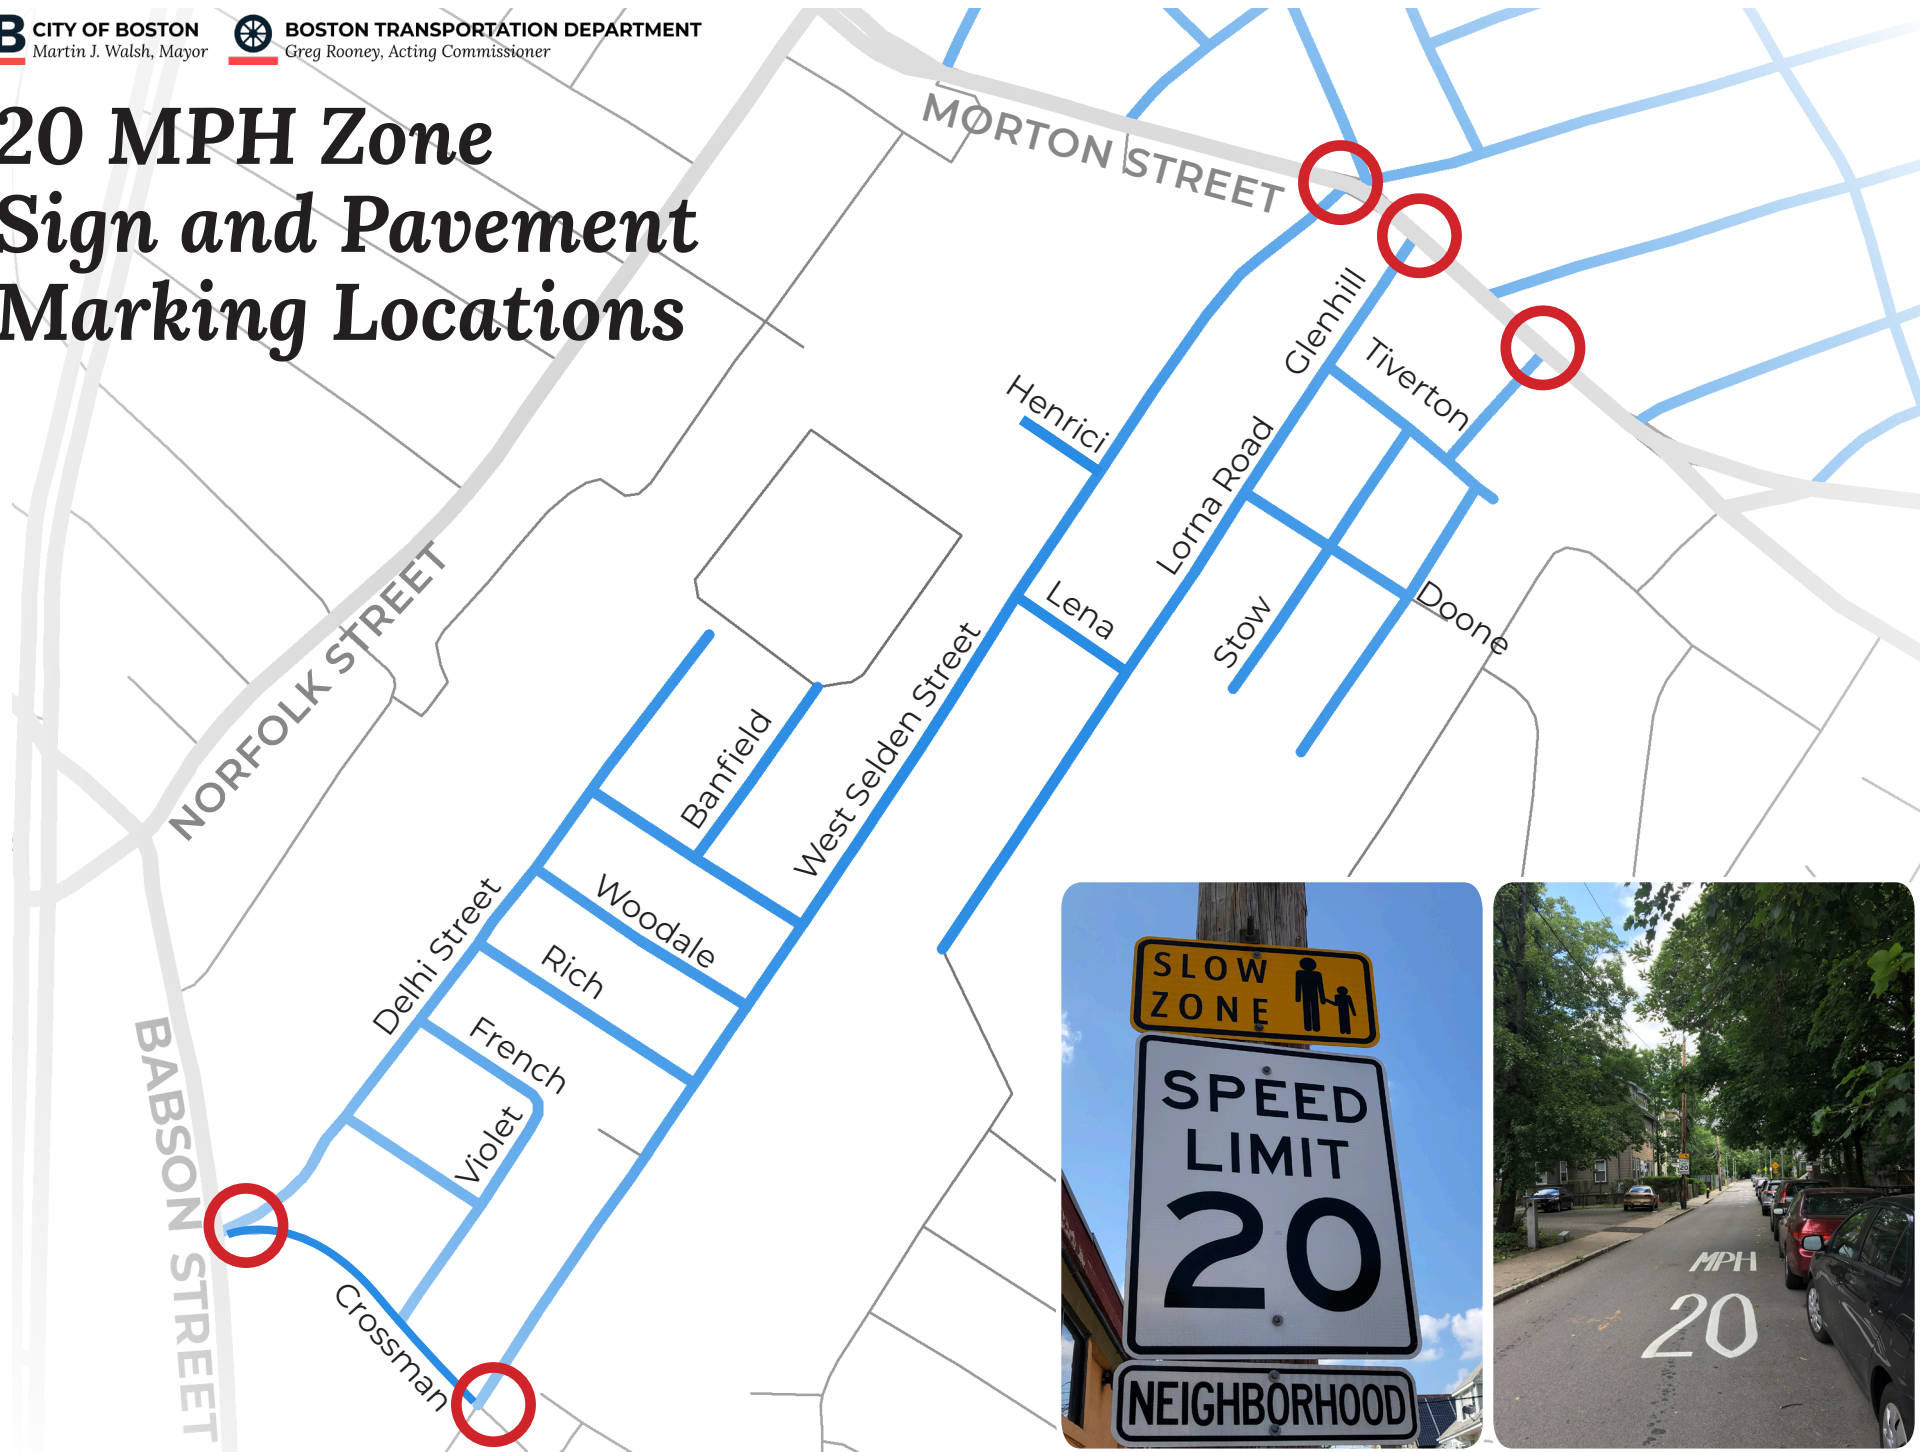 B CITY OF BOSTON
Martin J. Walsh, Mayor
BOSTON TRANSPORTATION DEPARTMENT
Greg Rooney, Acting Commissioner
20 MPH Zone
Sign and Pavement
Marking Locations
MORTON STREET
Glenhill
Tiverton
Henrici
Lorna Road
Lena
Stow
Doone
NORFOLK STREET
West Selden Street
Banfield
Woodale
Delhi Street
Rich
French
Violet
BABSON STREET
Crossman
SLOW
ZONE
SPEED
LIMIT
20
NEIGHBORHOOD
MPH
20